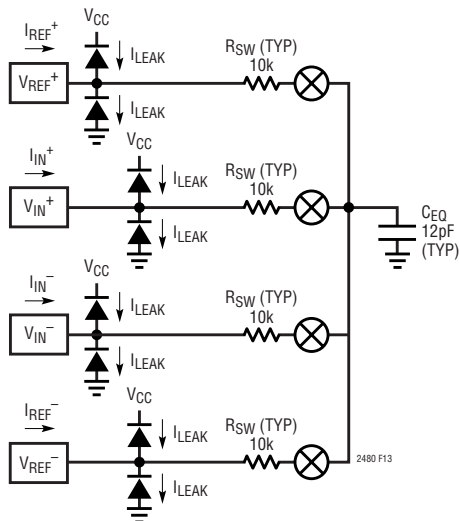 VCC
IREF+
ILEAK
RSW (TYP)
10k
VREF+
ILEAK
VCC
IIN+
ILEAK
RSW (TYP)
10k
VIN+
ILEAK
CEQ
12pF
(TYP)
VCC
IIN−
ILEAK
RSW (TYP)
10k
VIN−
ILEAK
VCC
IREF−
ILEAK
RSW (TYP)
10k
2480 F13
VREF−
ILEAK